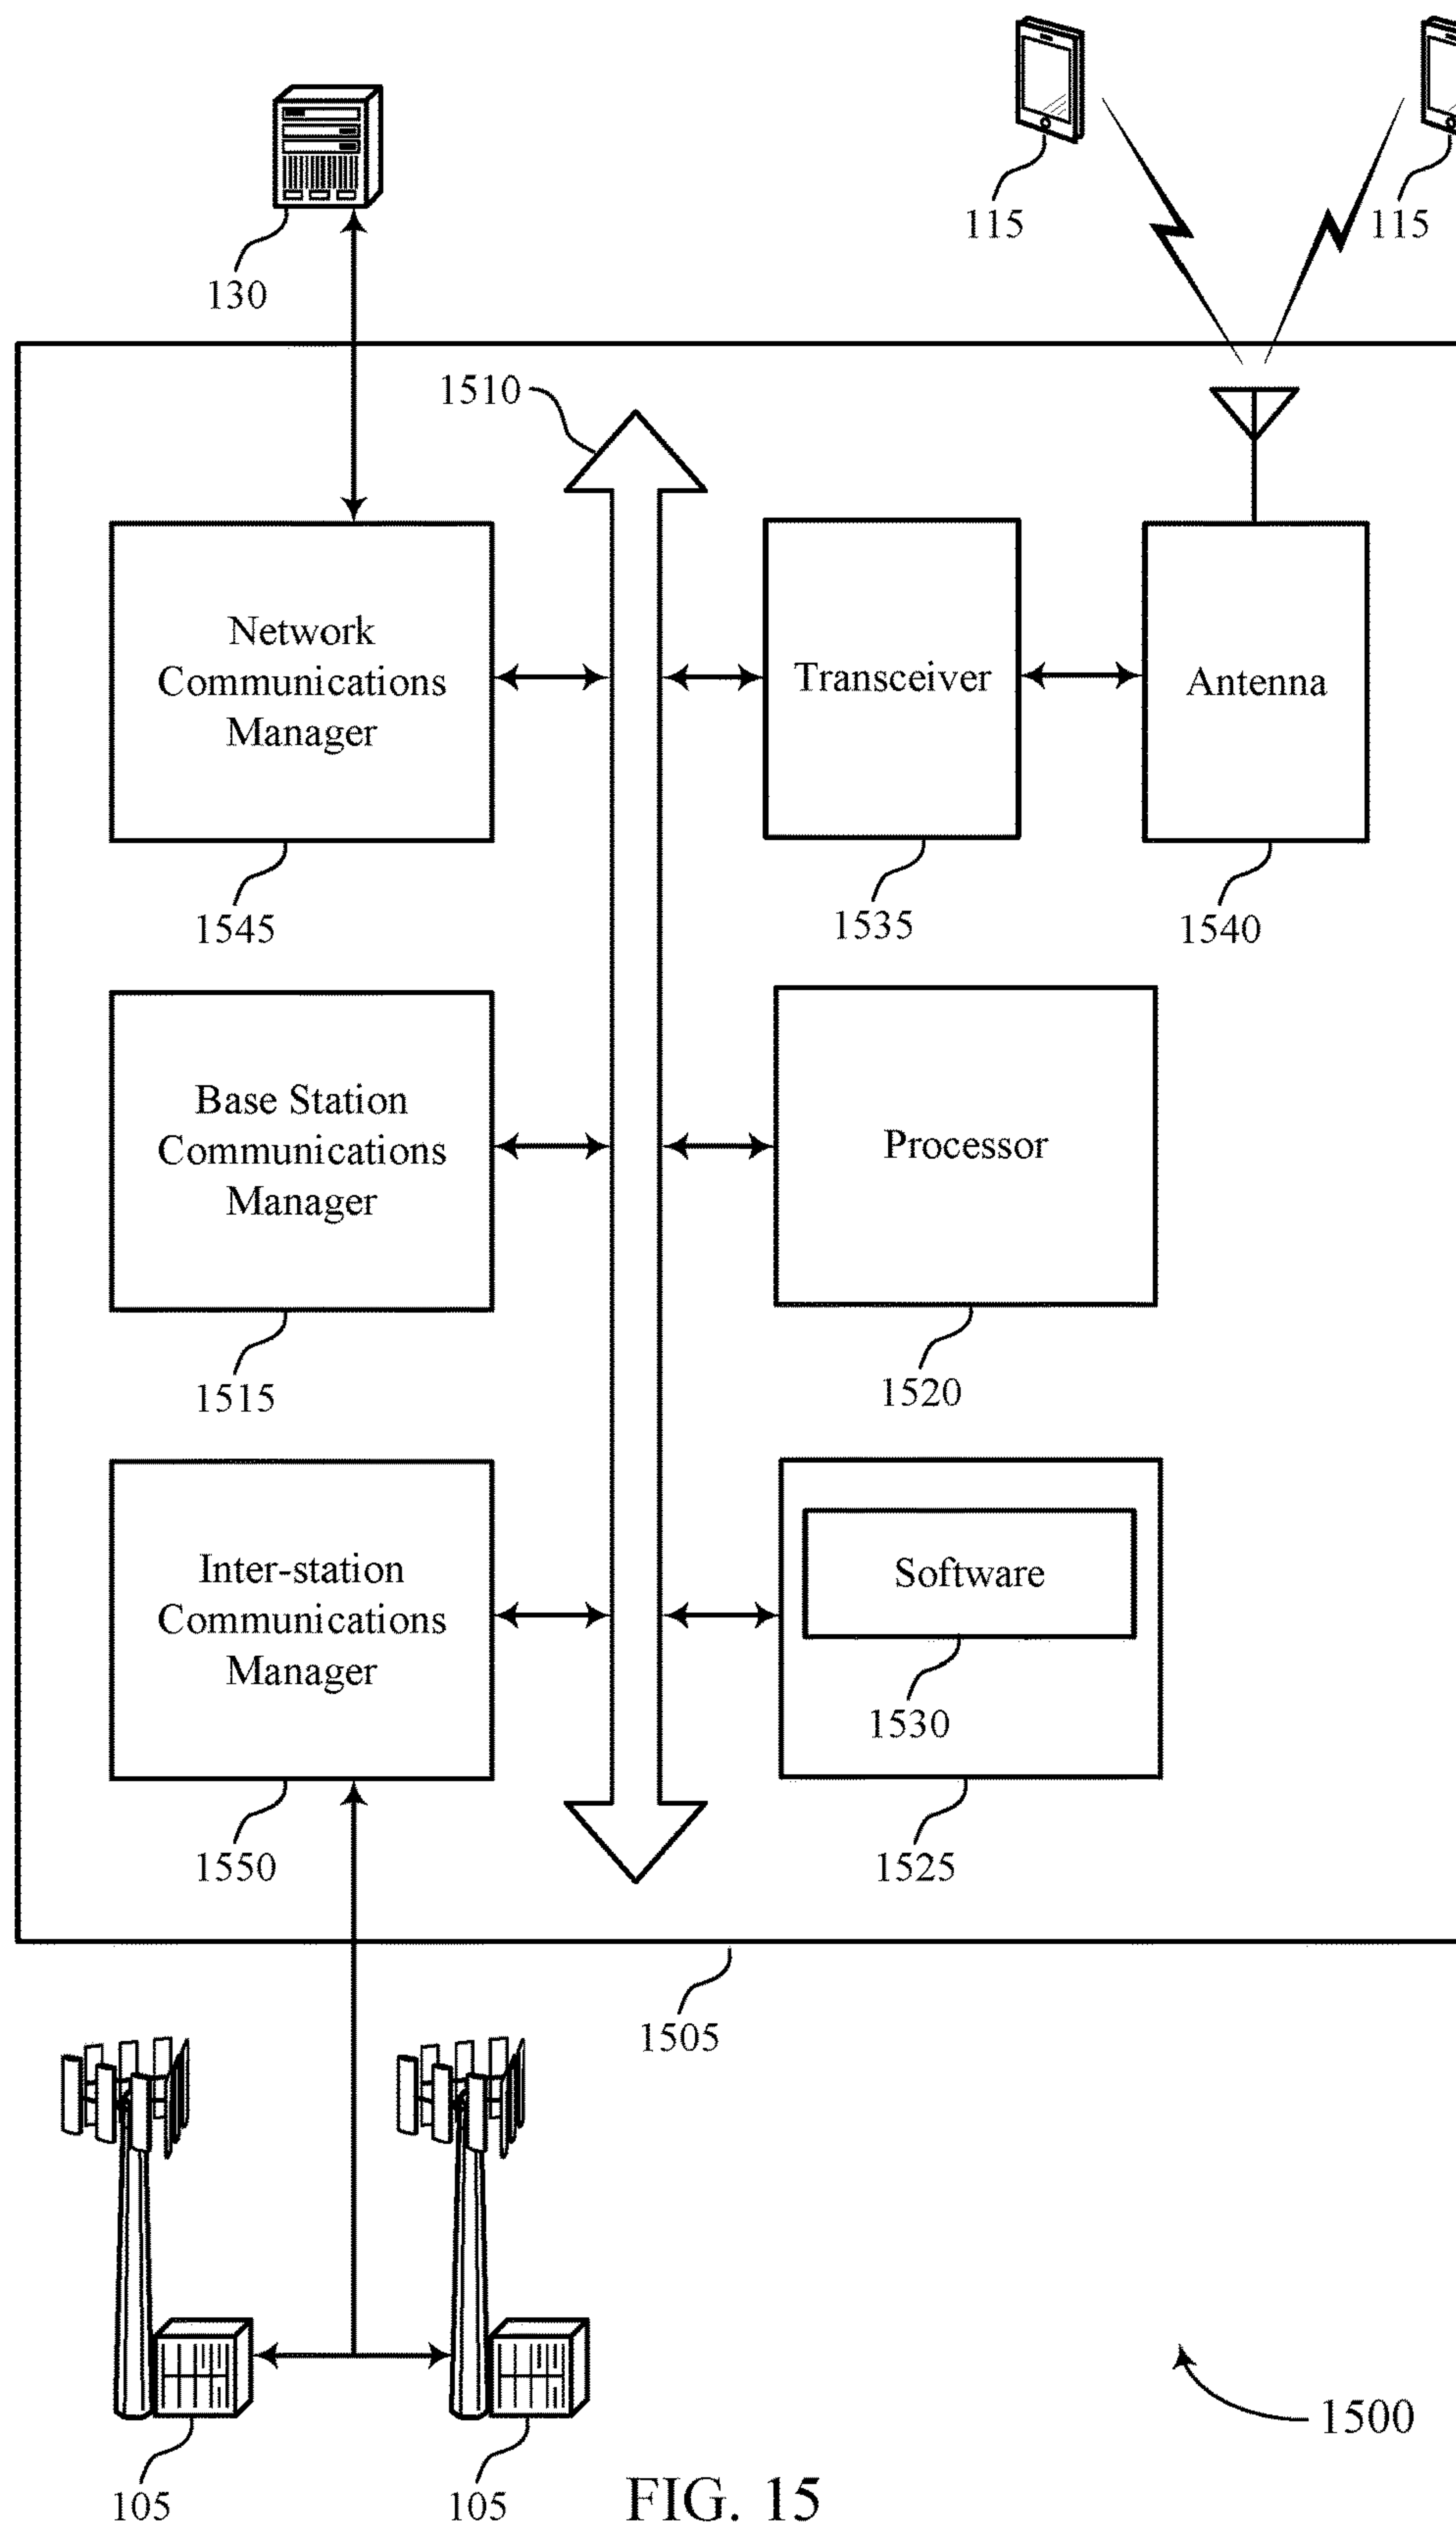 115
115
130
1510
Network
Communications
Manager
Transceiver
Antenna
1545
1535
1540
Base Station
Communications
Manager
Processor
1515
1520
Inter-station
Communications
Manager
Software
1530
1550
1525
1505
1500
105
105
FIG. 15